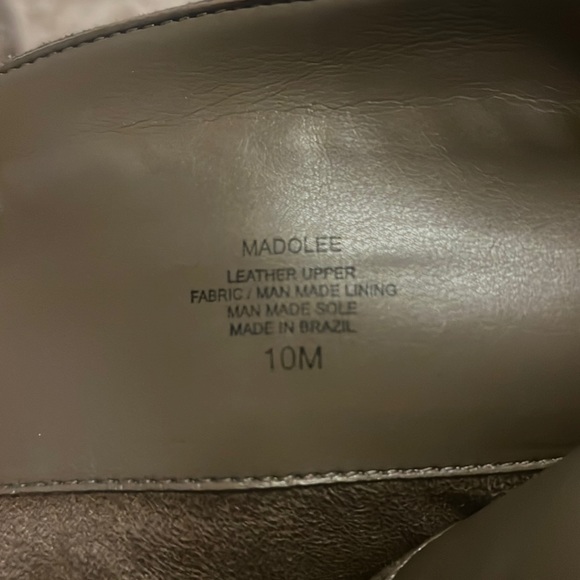 MADOLEE
LEATHER UPPER
FABRIC / MAN MADE LINING
MAN MADE SOLE
MADE IN BRAZIL
10M